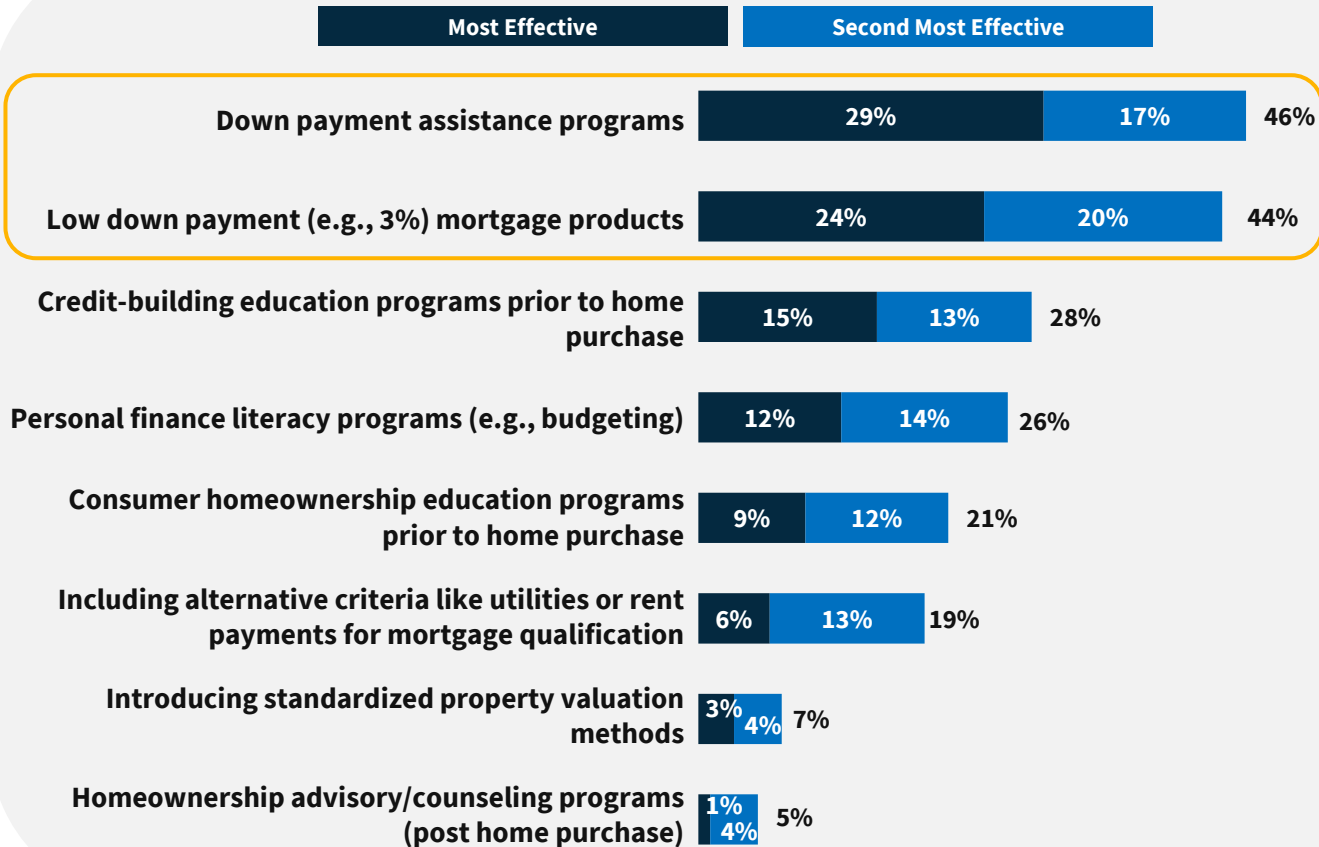 Most Effective
Second Most Effective
Down payment assistance programs
29%
17%
46%
Low down payment (e.g., 3%) mortgage products
24%
20%
44%
Credit-building education programs prior to home
purchase
15%
13%
28%
Personal finance literacy programs (e.g., budgeting)
12%
14%
26%
Consumer homeownership education programs
prior to home purchase
9%
12%
21%
Including alternative criteria like utilities or rent
payments for mortgage qualification
6%
13%
19%
Introducing standardized property valuation
methods
3%
4%
7%
Homeownership advisory/counseling programs
(post home purchase)
1%
4%
5%